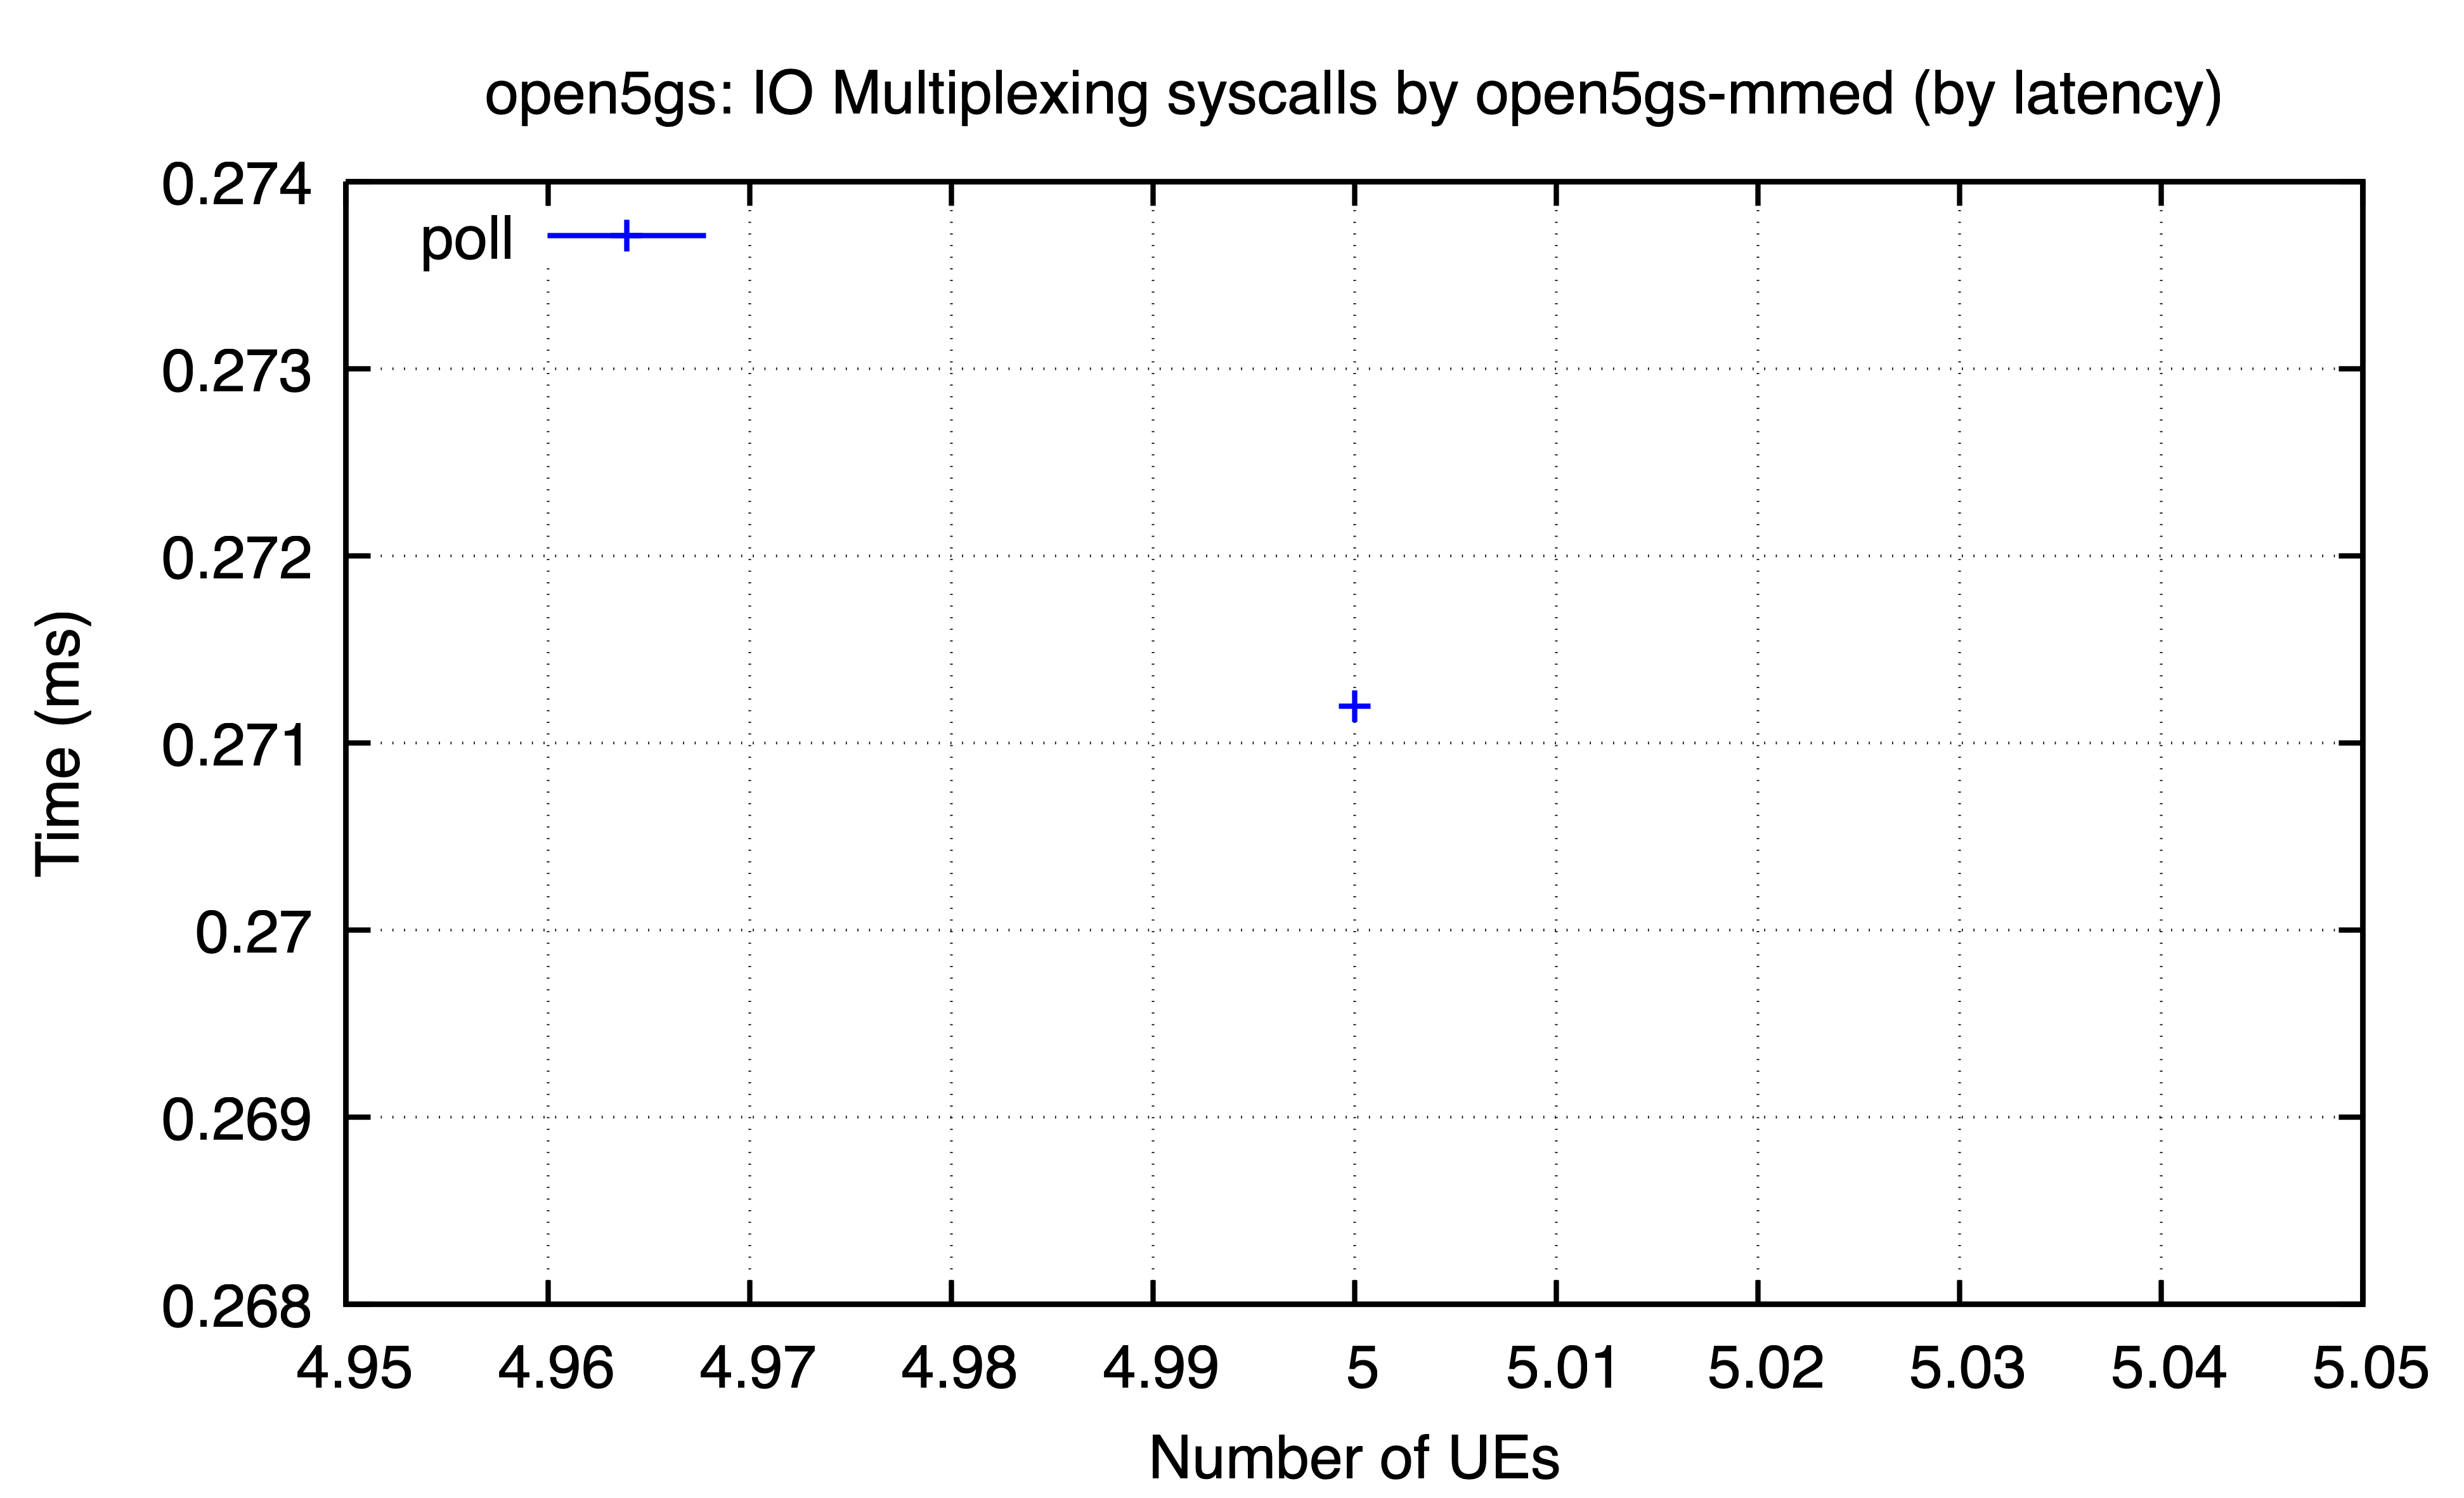 open5gs: IO Multiplexing syscalls by open5gs-mmed (by latency)
0.274
poll
0.273
0.272
0.271
0.27
0.269
0.268
Time (ms)
4.95 4.96 4.97 4.98 4.99 5 5.01 5.02 5.03 5.04 5.05
Number of UEs